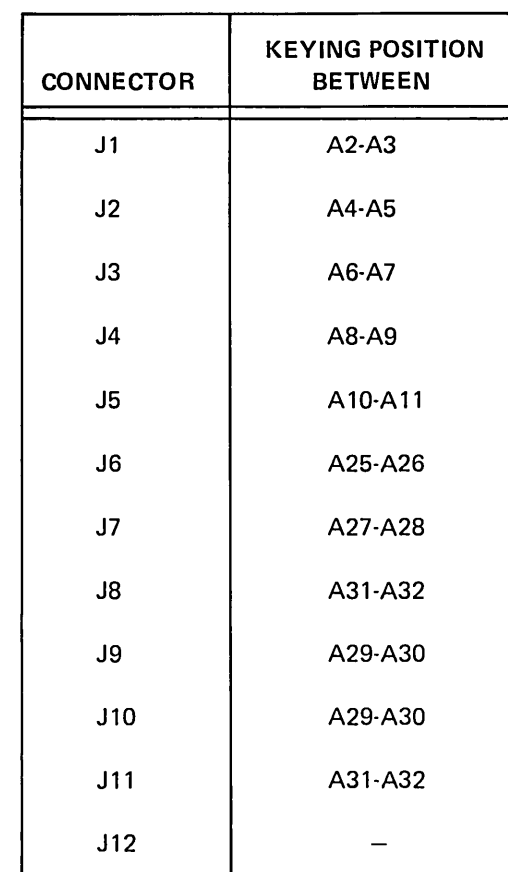 CONNECTOR KEYING POSITION BETWEEN
J1 A2-A3
J2 A4-A5
J3 A6-A7
J4 A8-A9
J5 A10-A11
J6 A25-A26
J7 A27-A28
J8 A31-A32
J9 A29-A30
J10 A29-A30
J11 A31-A32
J12 –